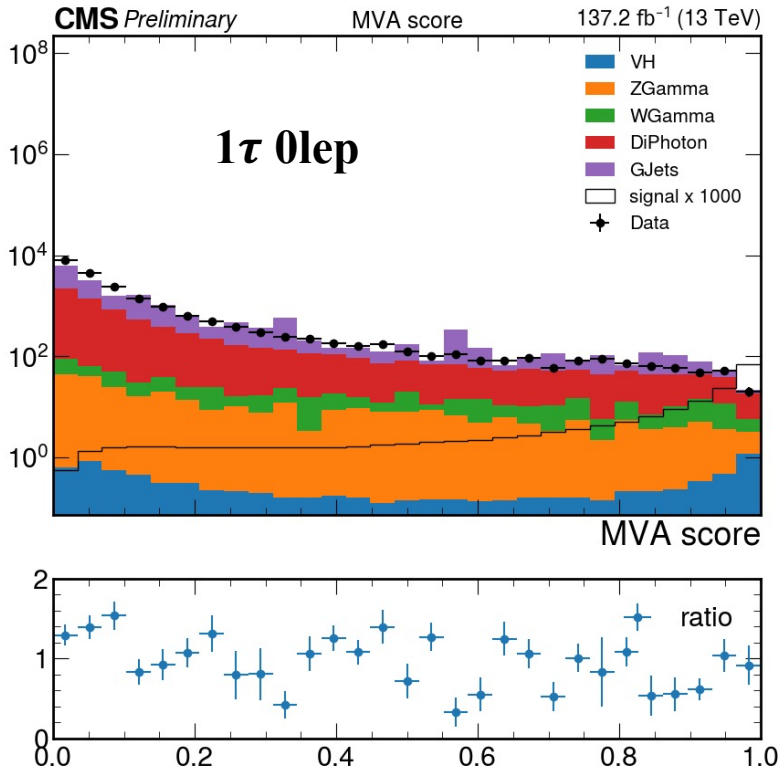 CMS Preliminary MVA score 137.2 fb⁻¹ (13 TeV)
10⁸
10⁶
10⁴
10²
10⁰
VH
ZGamma
WGamma
DiPhoton
GJets
signal x 1000
Data
1τ 0lep
MVA score
2
1
0
ratio
0.0 0.2 0.4 0.6 0.8 1.0